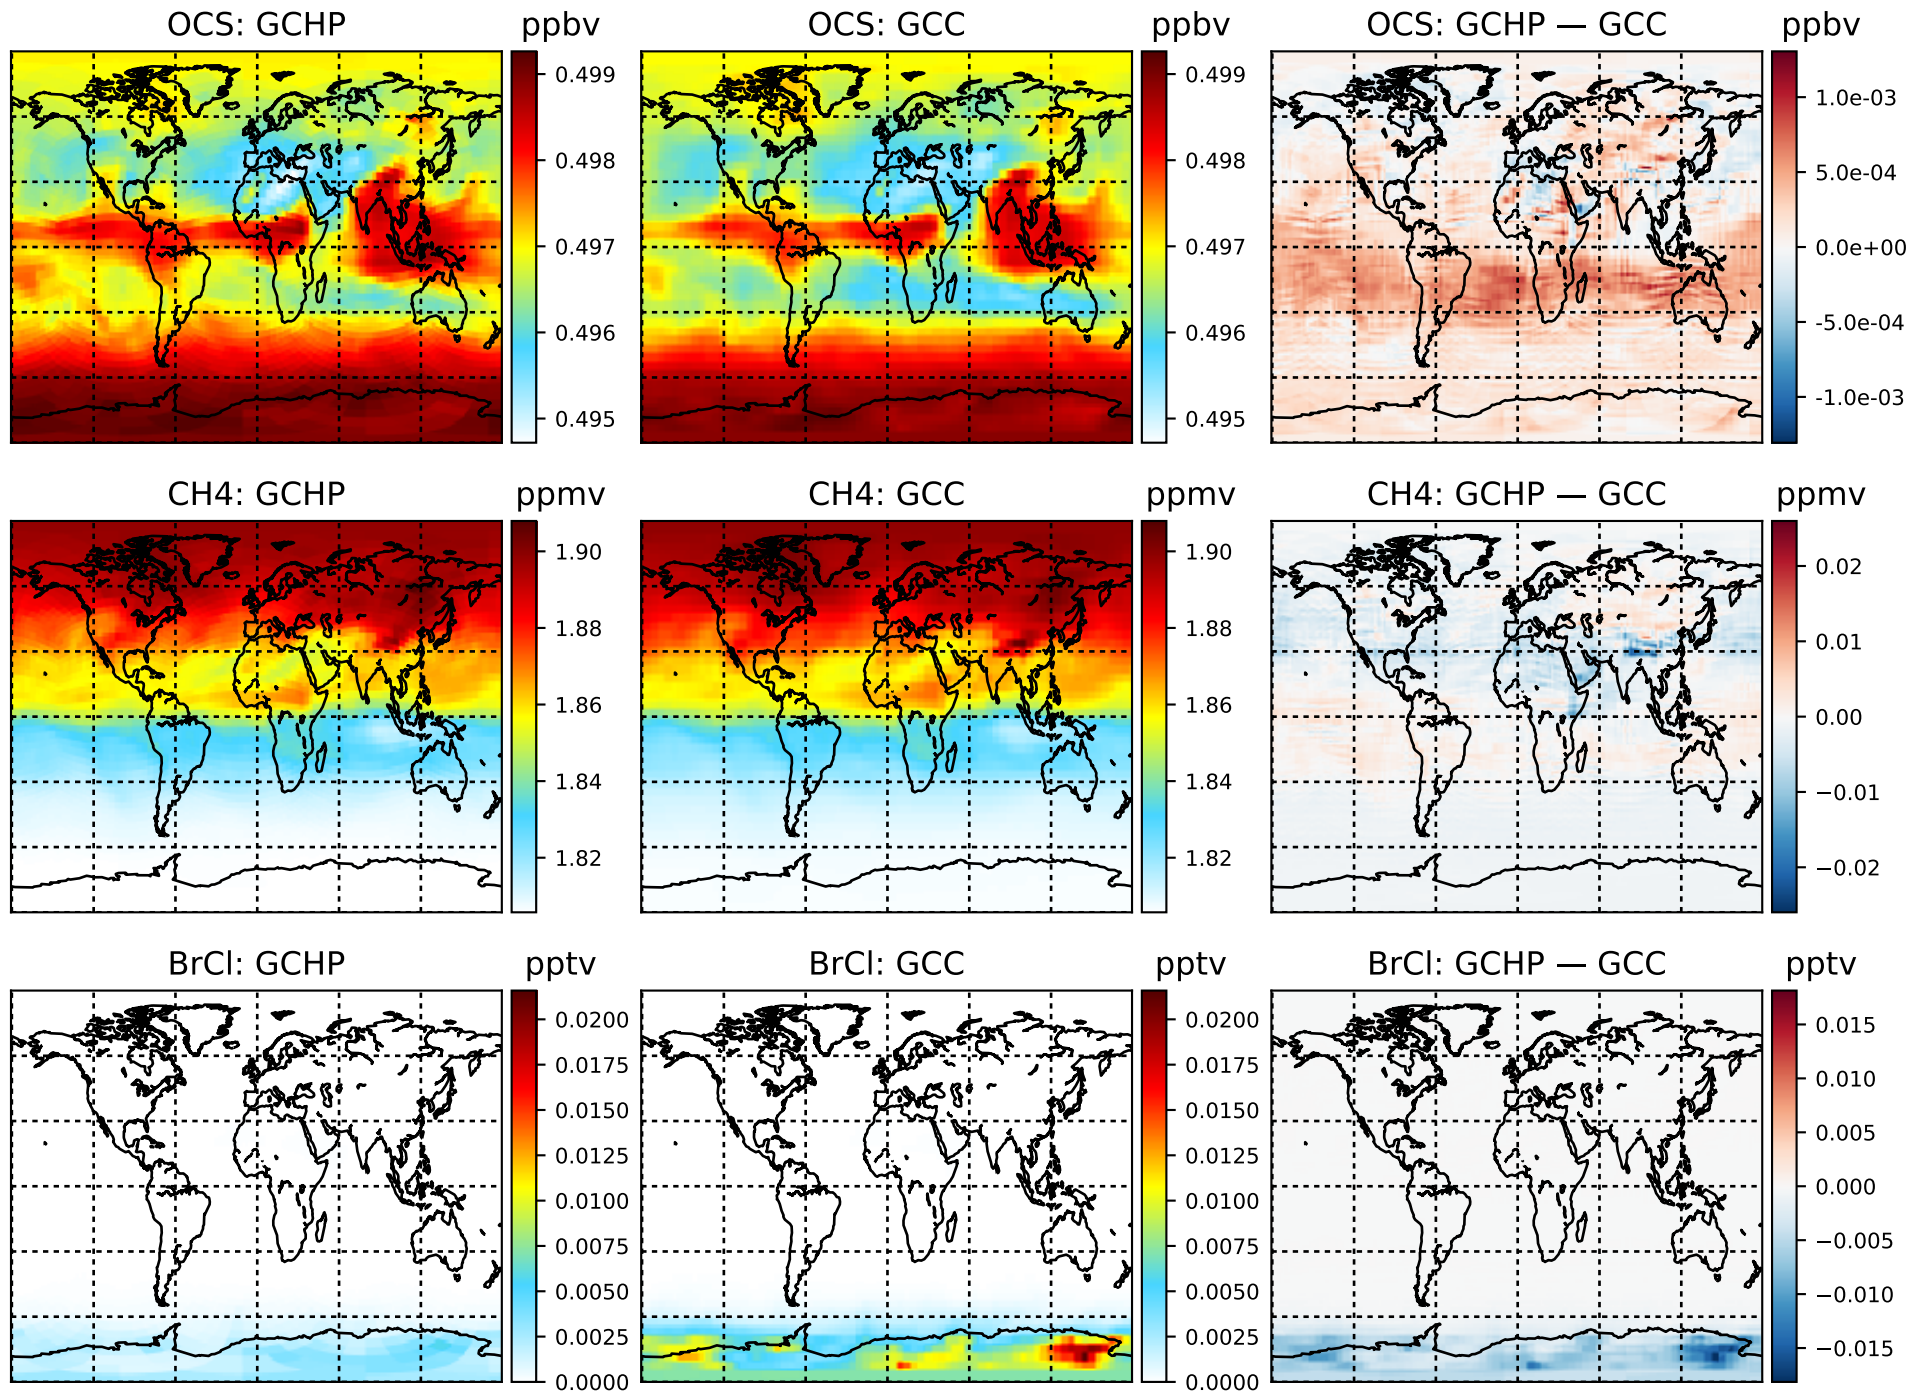 OCS: GCHP
ppbv
OCS: GCC
ppbv
OCS: GCHP — GCC
ppbv
0.499
0.498
0.497
0.496
0.495
0.499
0.498
0.497
0.496
0.495
1.0e-03
5.0e-04
0.0e+00
-5.0e-04
-1.0e-03
CH4: GCHP
ppmv
CH4: GCC
ppmv
CH4: GCHP — GCC
ppmv
1.90
1.88
1.86
1.84
1.82
1.90
1.88
1.86
1.84
1.82
0.02
0.01
0.00
−0.01
−0.02
BrCl: GCHP
pptv
BrCl: GCC
pptv
BrCl: GCHP — GCC
pptv
0.0200
0.0175
0.0150
0.0125
0.0100
0.0075
0.0050
0.0025
0.0000
0.0200
0.0175
0.0150
0.0125
0.0100
0.0075
0.0050
0.0025
0.0000
0.015
0.010
0.005
0.000
−0.005
−0.010
−0.015